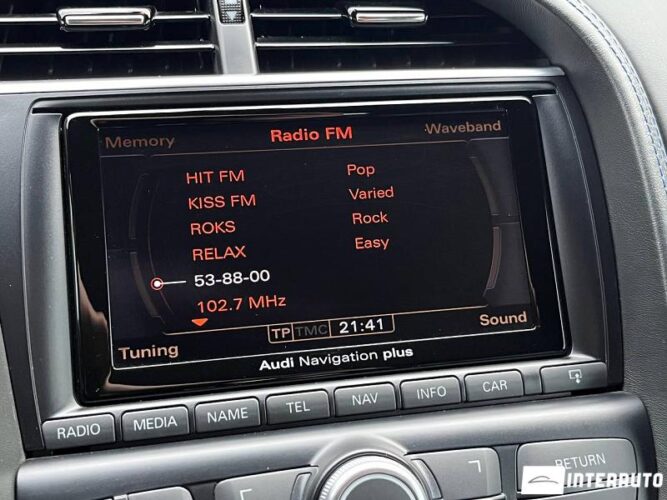 Memory Radio FM Waveband
HIT FM Pop
KISS FM Varied
ROKS Rock
RELAX Easy
53-88-00
102.7 MHz
TP TMC 21:41
Tuning Sound
Audi Navigation plus
RADIO MEDIA NAME TEL NAV INFO CAR
RETURN
INTERAUTO